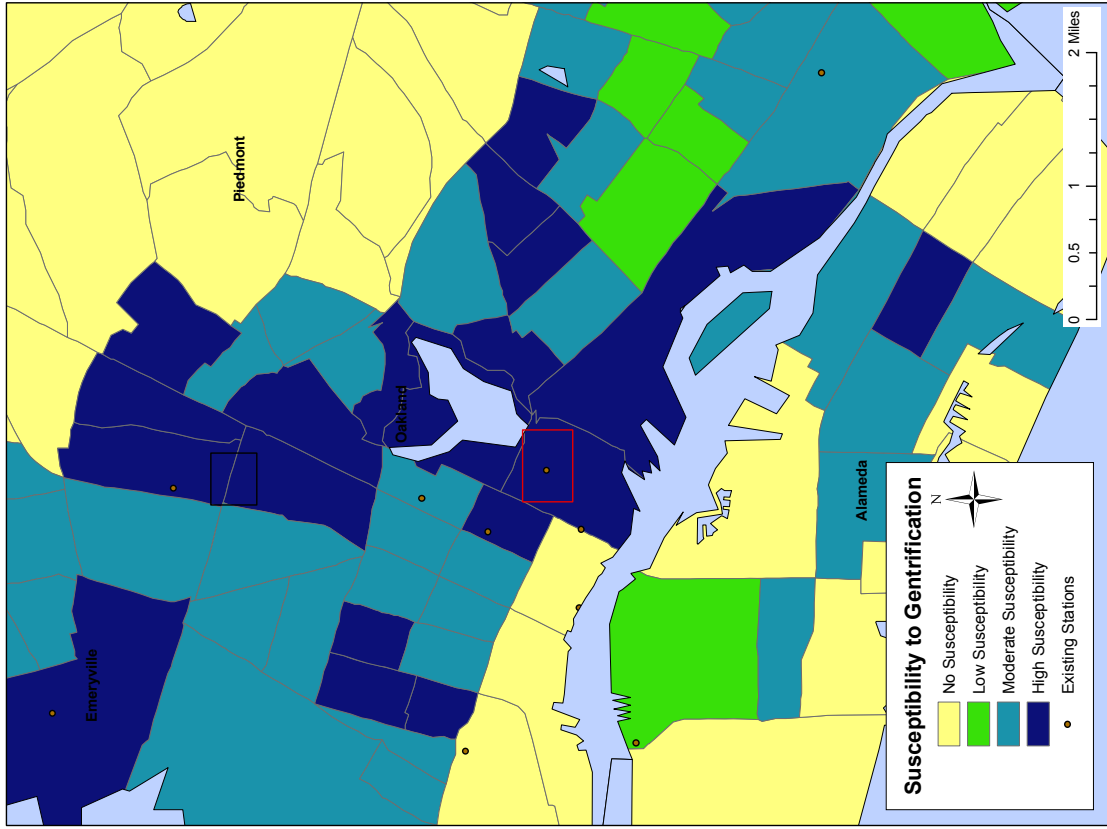 Piedmont
Oakland
Emeryville
Alameda
Susceptibility to Gentrification
N
No Susceptibility
Low Susceptibility
Moderate Susceptibility
High Susceptibility
Existing Stations
0 0.5 1 2 Miles